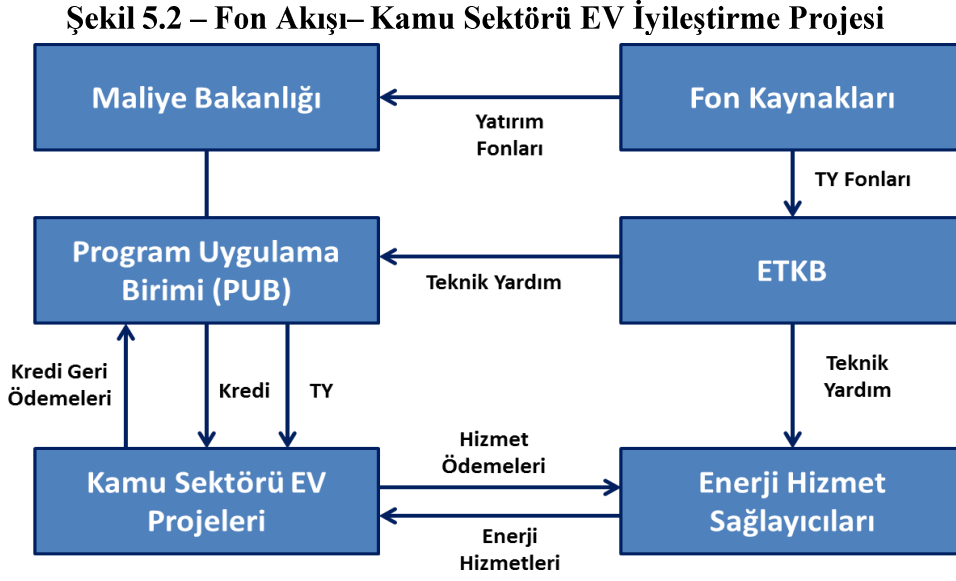 Şekil 5.2 – Fon Akışı– Kamu Sektörü EV İyileştirme Projesi
Maliye Bakanlığı
Fon Kaynakları
Yatırım
Fonları
TY Fonları
Program Uygulama
Birimi (PUB)
ETKB
Teknik Yardım
Kredi Geri
Ödemeleri
Kredi
TY
Teknik
Yardım
Kamu Sektörü EV
Projeleri
Hizmet
Ödemeleri
Enerji
Hizmetleri
Enerji Hizmet
Sağlayıcıları